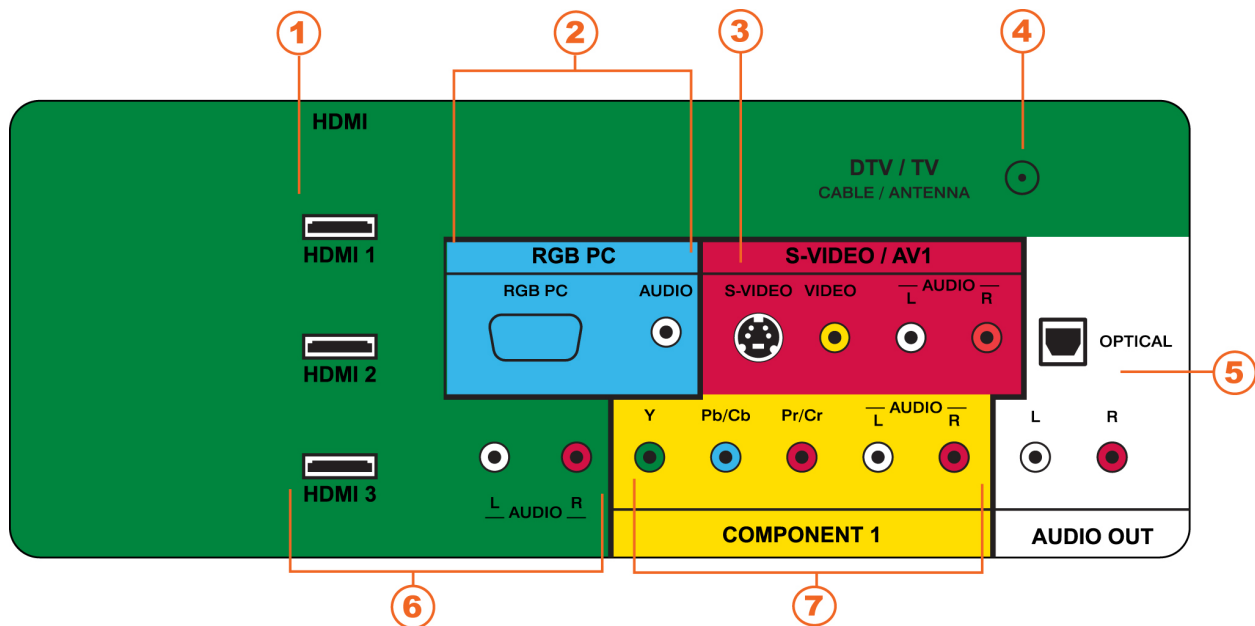 1
2
3
4
HDMI
DTV / TV
CABLE / ANTENNA
HDMI 1
RGB PC
S-VIDEO / AV1
RGB PC
AUDIO
S-VIDEO
VIDEO
AUDIO
L
R
OPTICAL
HDMI 2
5
Y
Pb/Cb
Pr/Cr
AUDIO
L
R
L
R
HDMI 3
L
AUDIO
R
COMPONENT 1
AUDIO OUT
6
7